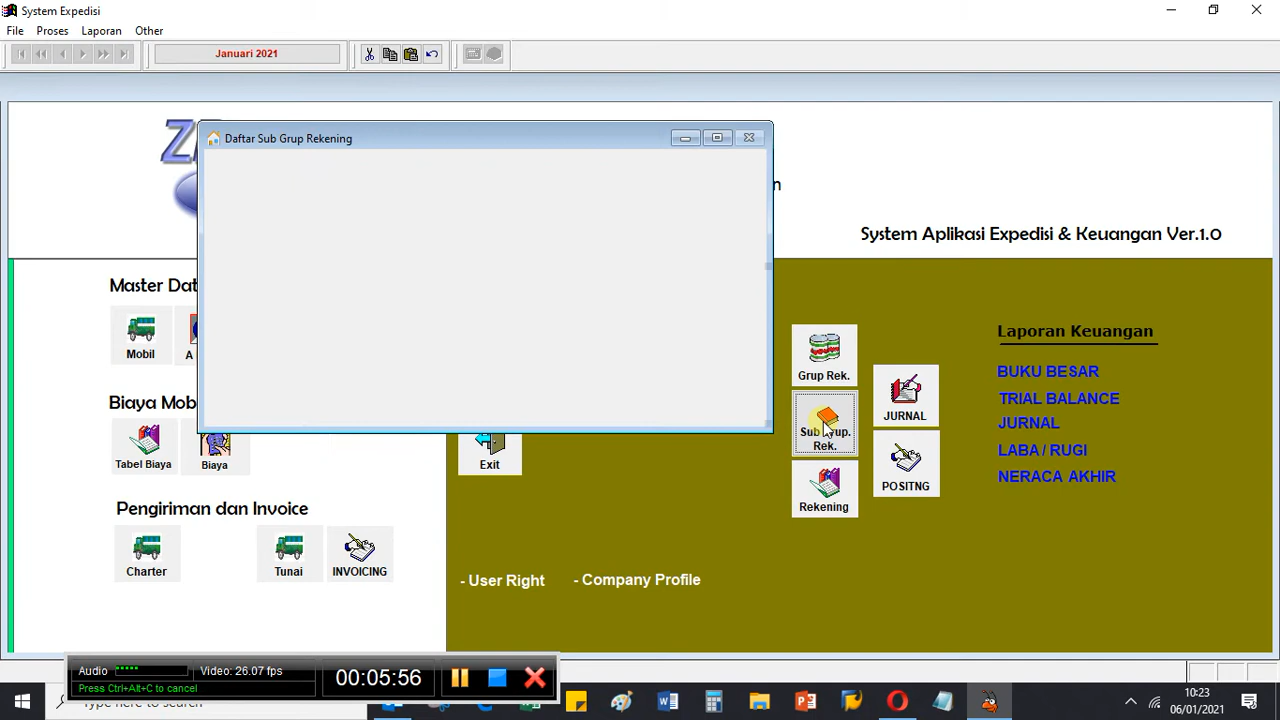 System Expedisi
File Proses Laporan Other
Januari 2021
Daftar Sub Grup Rekening
System Aplikasi Expedisi & Keuangan Ver.1.0
Master Dat
Mobil
A
Biaya Mob
Tabel Biaya
Biaya
Exit
Pengiriman dan Invoice
Charter
Tunai
INVOICING
- User Right
- Company Profile
Grup Rek.
Sub Grup.
Rek.
Rekening
JURNAL
POSITNG
Laporan Keuangan
BUKU BESAR
TRIAL BALANCE
JURNAL
LABA / RUGI
NERACA AKHIR
Audio
Video: 26.07 fps
Press Ctrl+Alt+C to cancel
00:05:56
Type here to search
10:23
06/01/2021